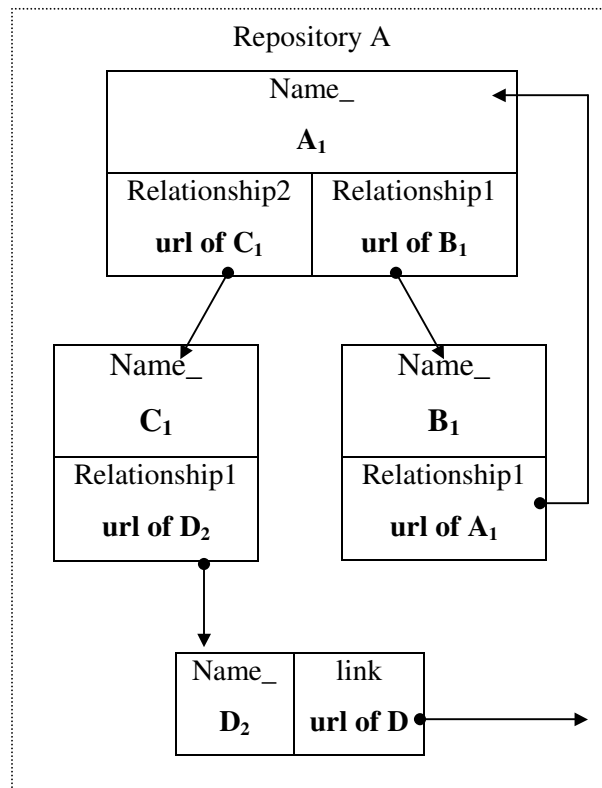 Repository A
Name_
A₁
Relationship2
url of C₁
Relationship1
url of B₁
Name_
C₁
Relationship1
url of D₂
Name_
B₁
Relationship1
url of A₁
Name_
D₂
link
url of D